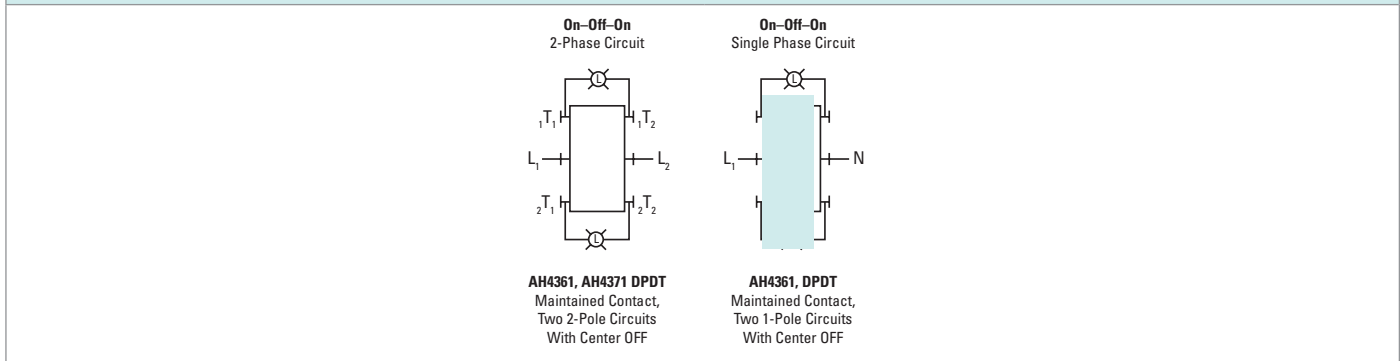 On–Off–On
2-Phase Circuit
L
₁T₁ ₁T₂
L₁ L₂
₂T₁ ₂T₂
L
AH4361, AH4371 DPDT
Maintained Contact,
Two 2-Pole Circuits
With Center OFF
On–Off–On
Single Phase Circuit
L
L₁ N
AH4361, DPDT
Maintained Contact,
Two 1-Pole Circuits
With Center OFF